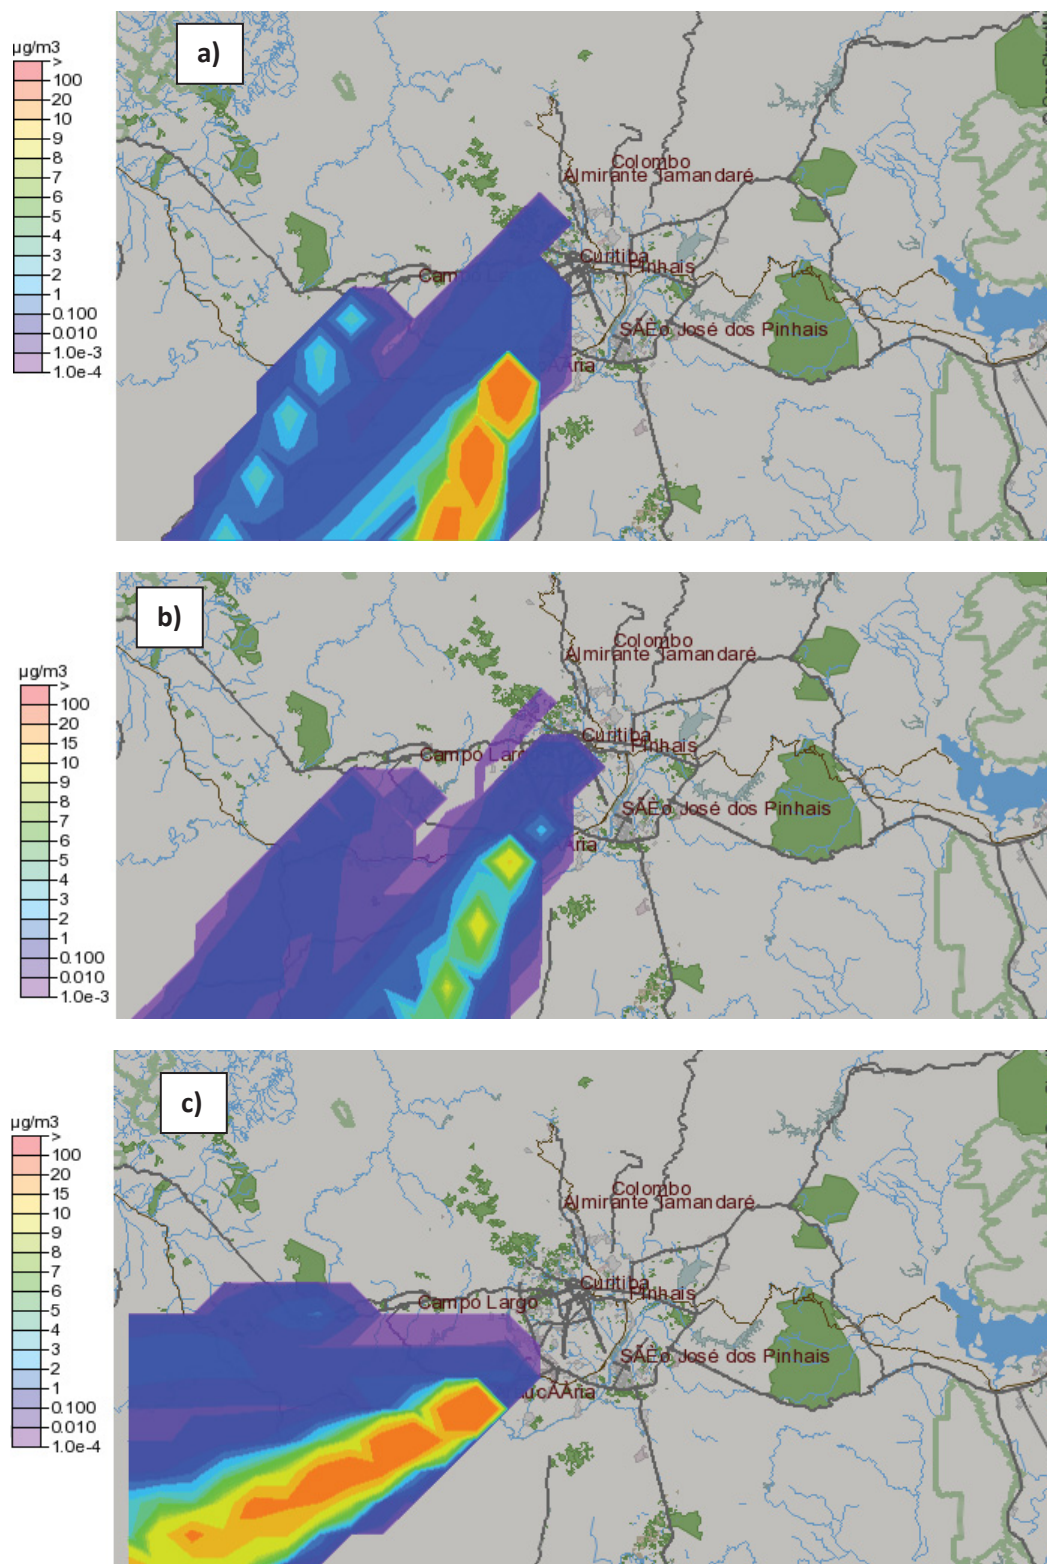 a)
µg/m3
>
100
20
10
9
8
7
6
5
4
3
2
1
0.100
0.010
1.0e-3
1.0e-4
Colombo
Almirante Tamandaré
Curitiba
Pinhais
SÃEo José dos Pinhais
b)
µg/m3
>
100
20
15
10
9
8
7
6
5
4
3
2
1
0.100
0.010
1.0e-3
Colombo
Almirante Tamandaré
Curitiba
Pinhais
Campo Largo
SÃEo José dos Pinhais
c)
µg/m3
>
100
20
15
10
9
8
7
6
5
4
3
2
1
0.100
0.010
1.0e-4
Colombo
Almirante Tamandaré
Curitiba
Pinhais
Campo Largo
SÃEo José dos Pinhais